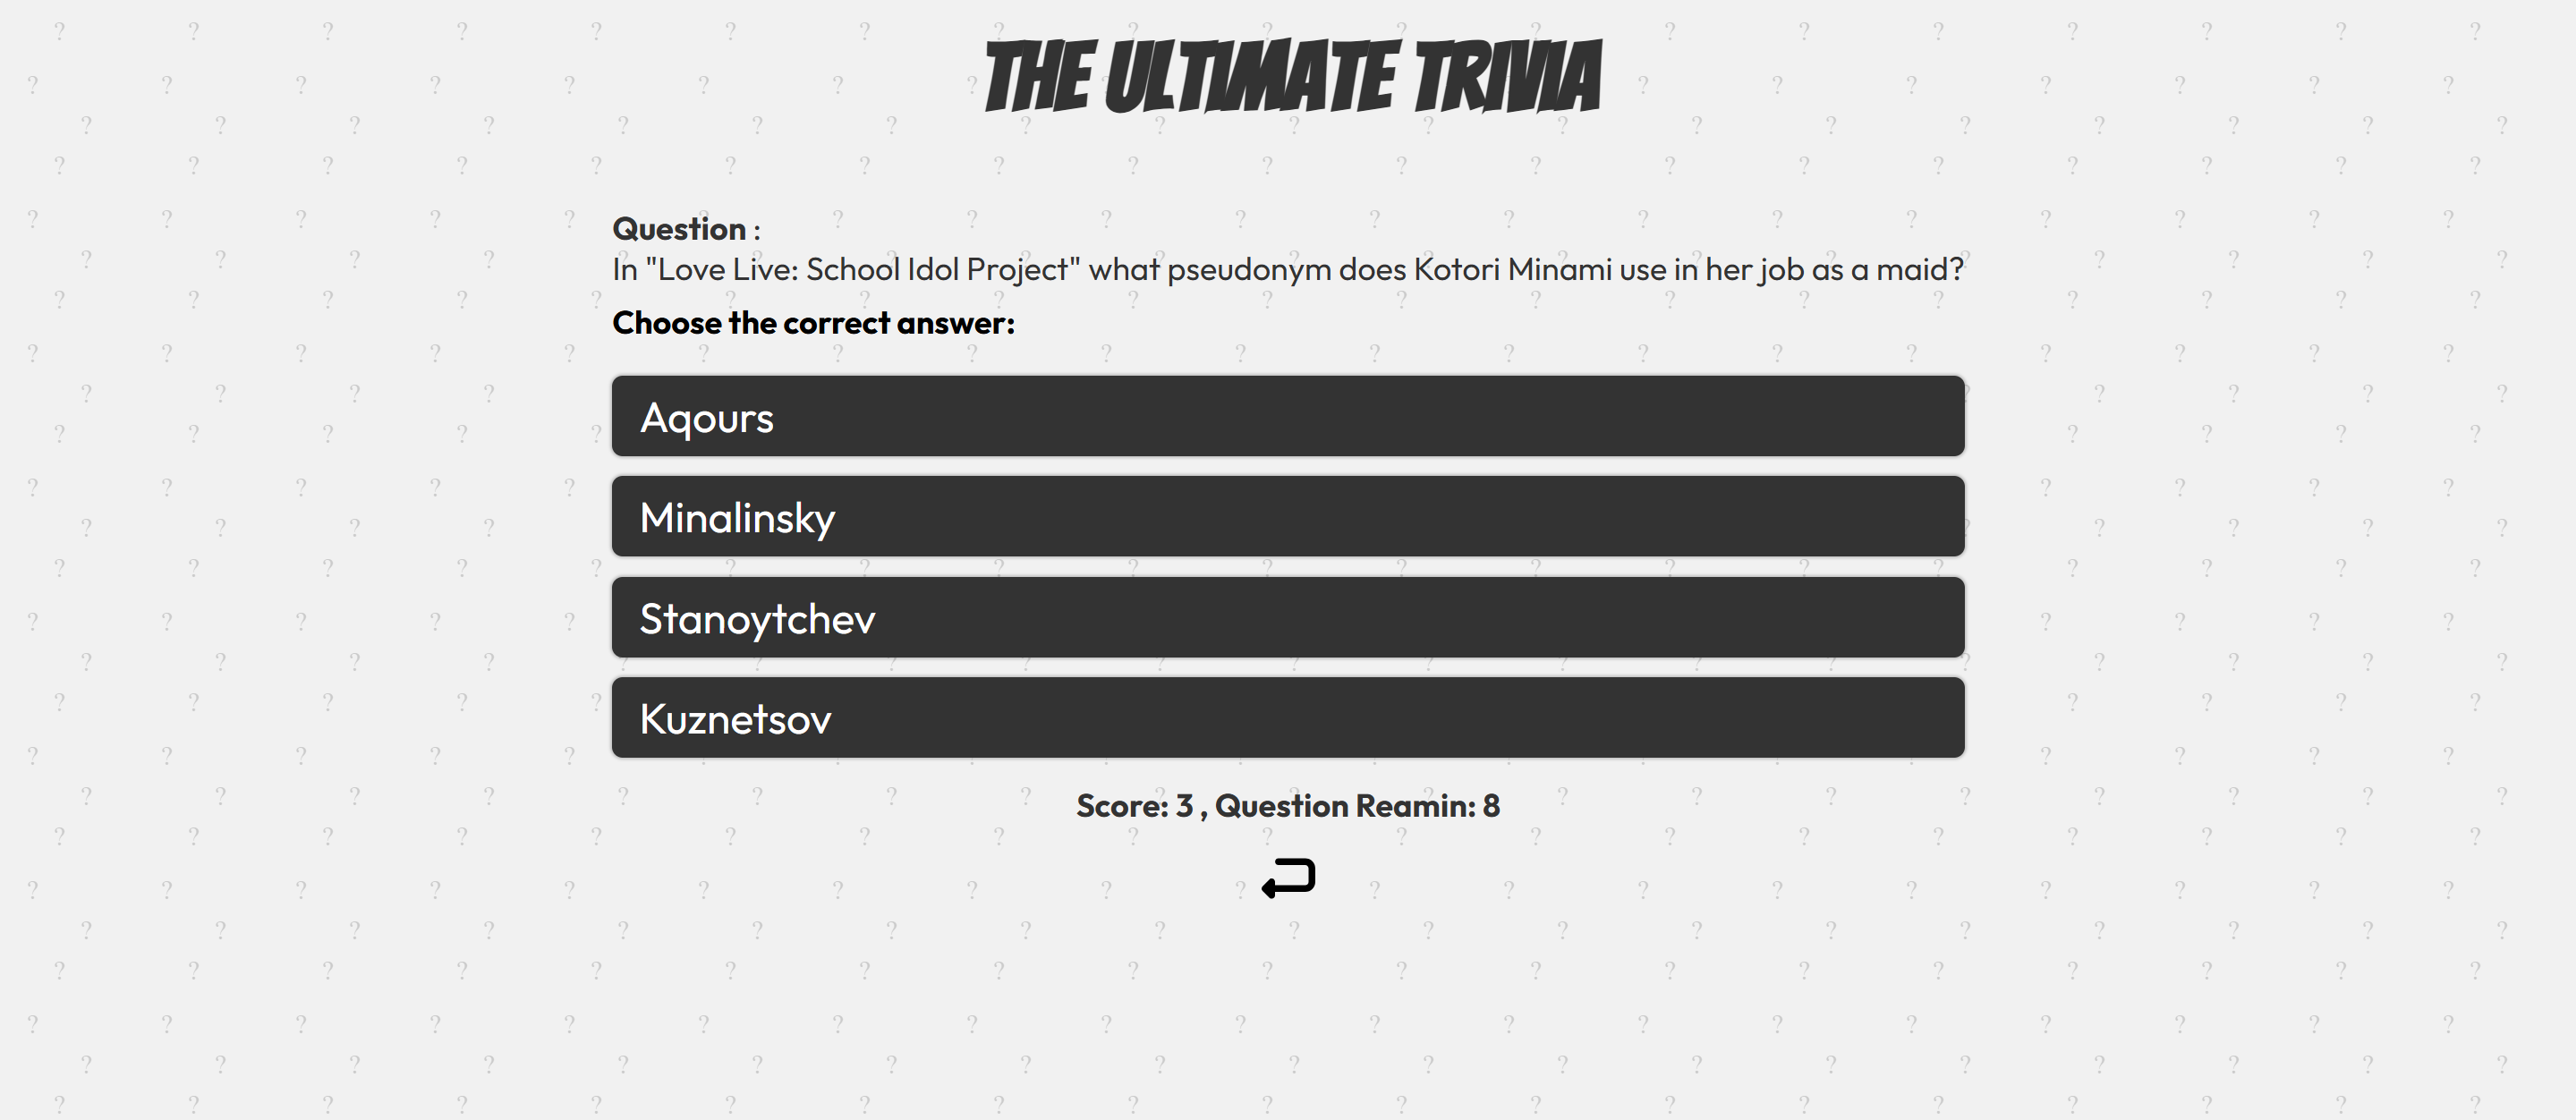 THE ULTIMATE TRIVIA
Question :
In "Love Live: School Idol Project" what pseudonym does Kotori Minami use in her job as a maid?
Choose the correct answer:
Aqours
Minalinsky
Stanoytchev
Kuznetsov
Score: 3 , Question Reamin: 8